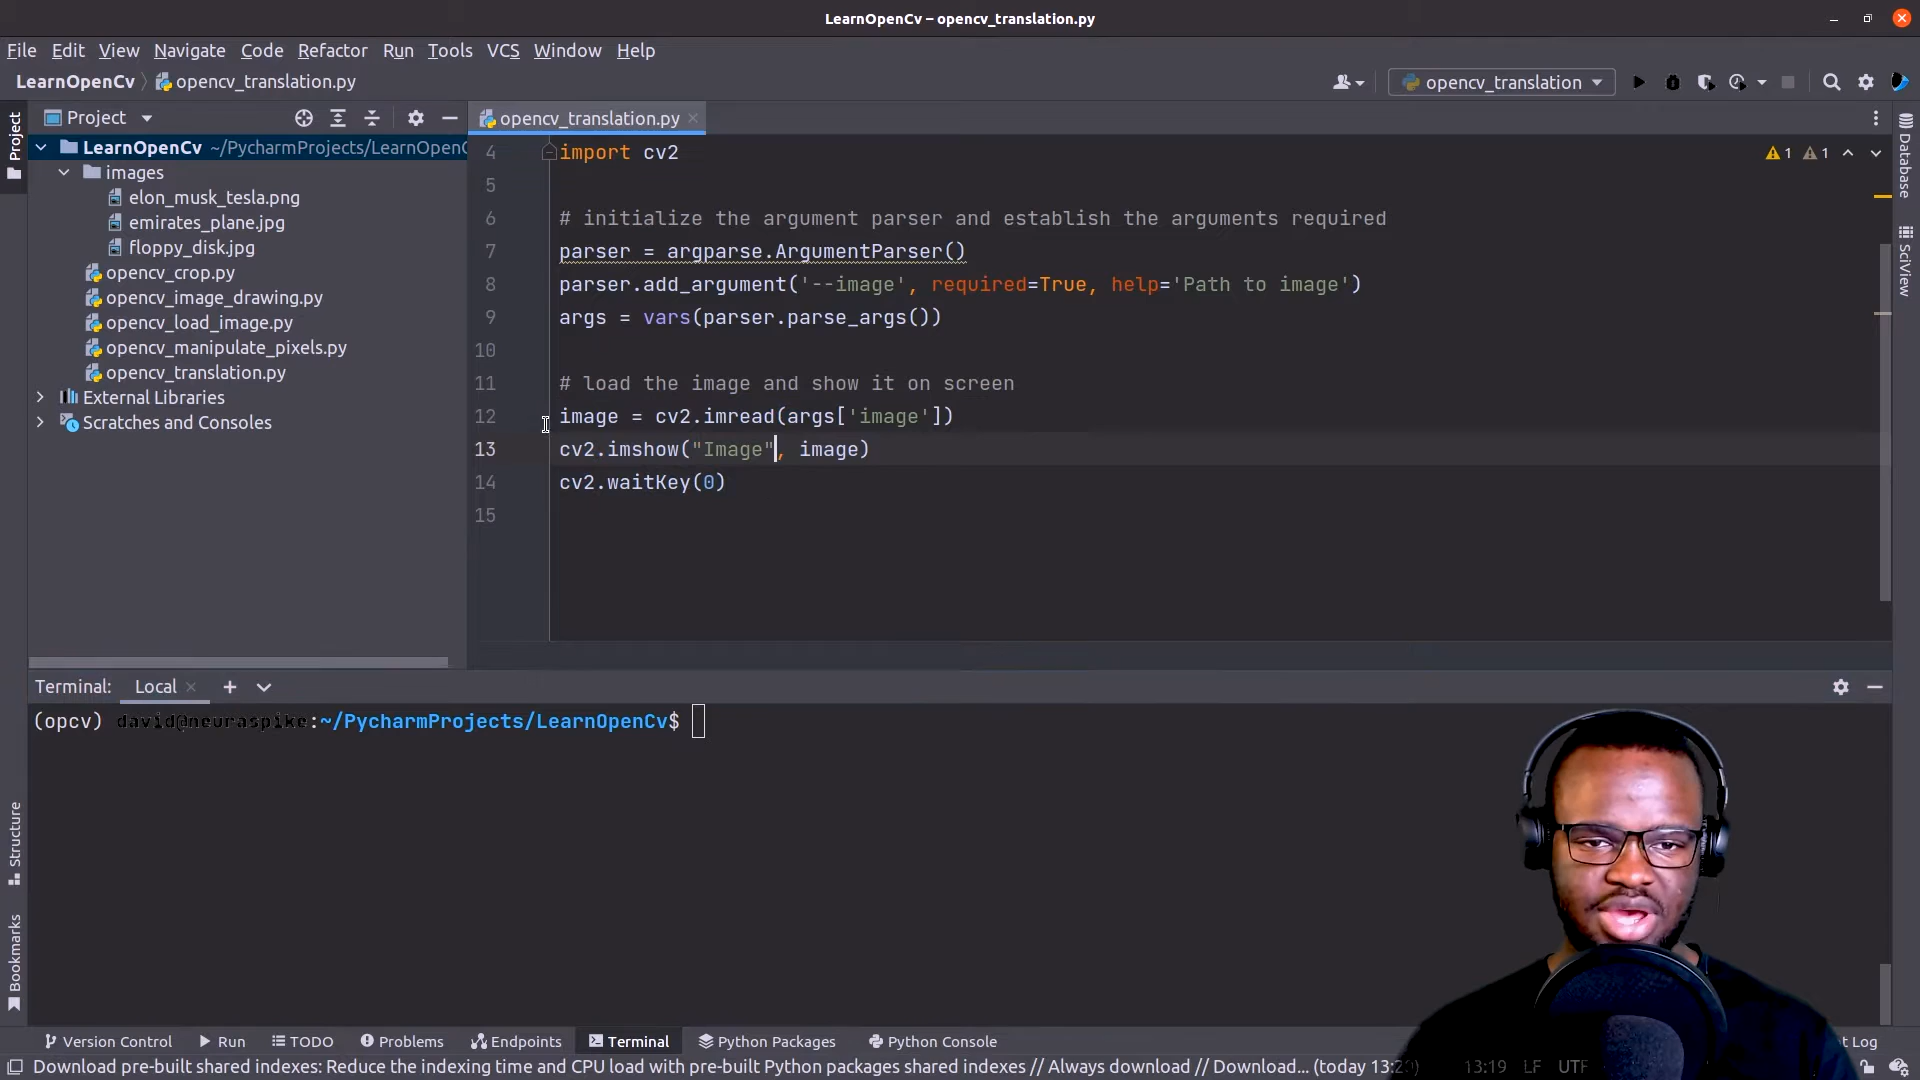 LearnOpenCv – opencv_translation.py
File Edit View Navigate Code Refactor Run Tools VCS Window Help
LearnOpenCv opencv_translation.py
opencv_translation
Project
Project
opencv_translation.py
LearnOpenCv ~/PycharmProjects/LearnOpenC
images
elon_musk_tesla.png
emirates_plane.jpg
floppy_disk.jpg
opencv_crop.py
opencv_image_drawing.py
opencv_load_image.py
opencv_manipulate_pixels.py
opencv_translation.py
External Libraries
Scratches and Consoles
4 import cv2
5
6 # initialize the argument parser and establish the arguments required
7 parser = argparse.ArgumentParser()
8 parser.add_argument('--image', required=True, help='Path to image')
9 args = vars(parser.parse_args())
10
11 # load the image and show it on screen
12 image = cv2.imread(args['image'])
13 cv2.imshow("Image", image)
14 cv2.waitKey(0)
15
1 1
Database
SciView
Terminal: Local
(opcv) david@neuraspike:~/PycharmProjects/LearnOpenCv$
Structure
Bookmarks
Version Control Run TODO Problems Endpoints Terminal Python Packages Python Console t Log
Download pre-built shared indexes: Reduce the indexing time and CPU load with pre-built Python packages shared indexes // Always download // Download... (today 13:2 13:19 LF UTF